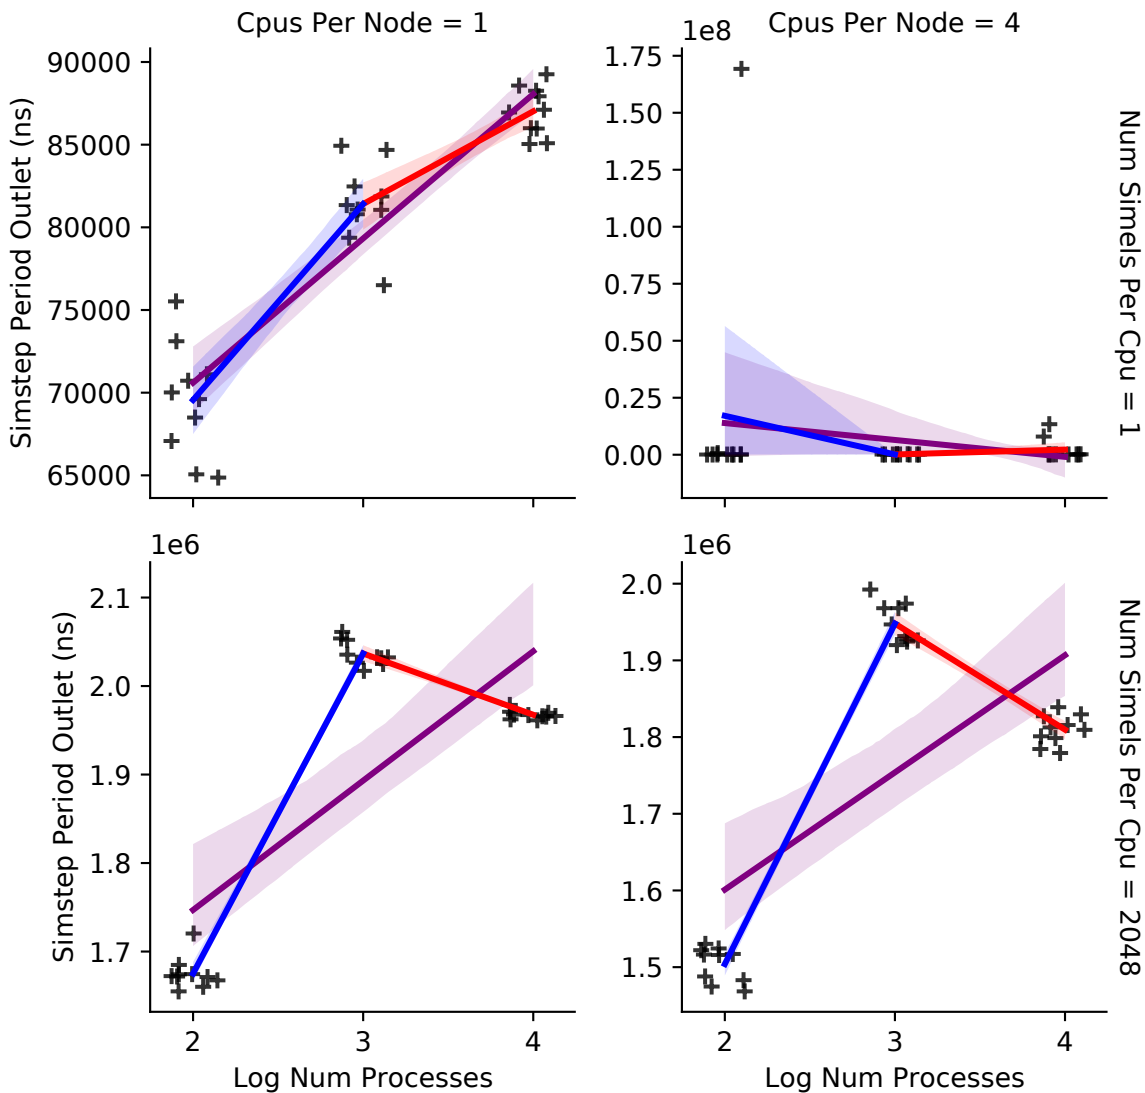 Cpus Per Node = 1
Cpus Per Node = 4
1e8
Simstep Period Outlet (ns)
90000
85000
80000
75000
70000
65000
1.75
1.50
1.25
1.00
0.75
0.50
0.25
0.00
Num Simels Per Cpu = 1
1e6
1e6
Simstep Period Outlet (ns)
2.1
2.0
1.9
1.8
1.7
2.0
1.9
1.8
1.7
1.6
1.5
Num Simels Per Cpu = 2048
2 3 4
2 3 4
Log Num Processes
Log Num Processes